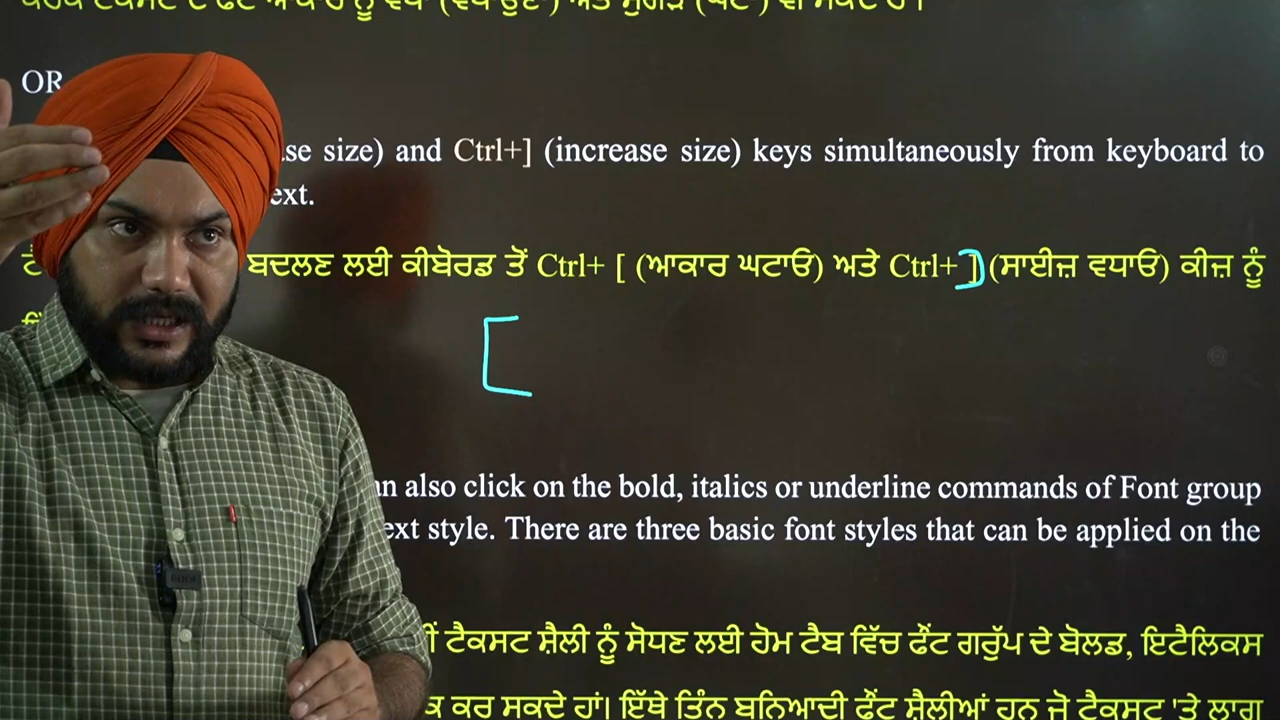 OR
se size) and Ctrl+] (increase size) keys simultaneously from keyboard to
ext.
ਬਦਲਣ ਲਈ ਕੀਬੋਰਡ ਤੋਂ Ctrl+ [ (ਆਕਾਰ ਘਟਾਓ) ਅਤੇ Ctrl+ ] (ਸਾਈਜ਼ ਵਧਾਓ) ਕੀਜ਼ ਨੂੰ
[
an also click on the bold, italics or underline commands of Font group
ext style. There are three basic font styles that can be applied on the
ਟੈਕਸਟ ਸ਼ੈਲੀ ਨੂੰ ਸੋਧਣ ਲਈ ਹੋਮ ਟੈਬ ਵਿੱਚ ਫੌਂਟ ਗਰੁੱਪ ਦੇ ਬੋਲਡ, ਇਟੈਲਿਕਸ
ਕ ਕਰ ਸਕਦੇ ਹਾਂ। ਇੱਥੇ ਤਿੰਨ ਬੁਨਿਆਦੀ ਫੌਂਟ ਸ਼ੈਲੀਆਂ ਹਨ ਜੋ ਟੈਕਸਟ 'ਤੇ ਲਾਗੂ